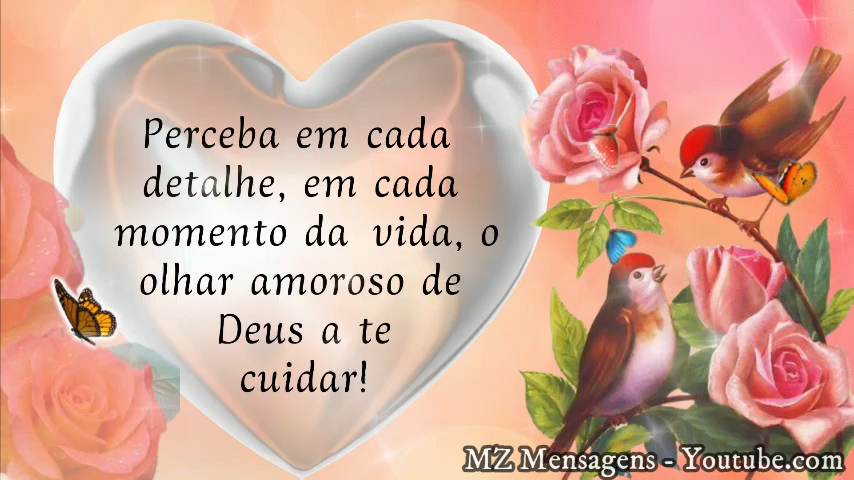 Perceba em cada
detalhe, em cada
momento da vida, o
olhar amoroso de
Deus a te
cuidar!
MZ Mensagens - Youtube.com